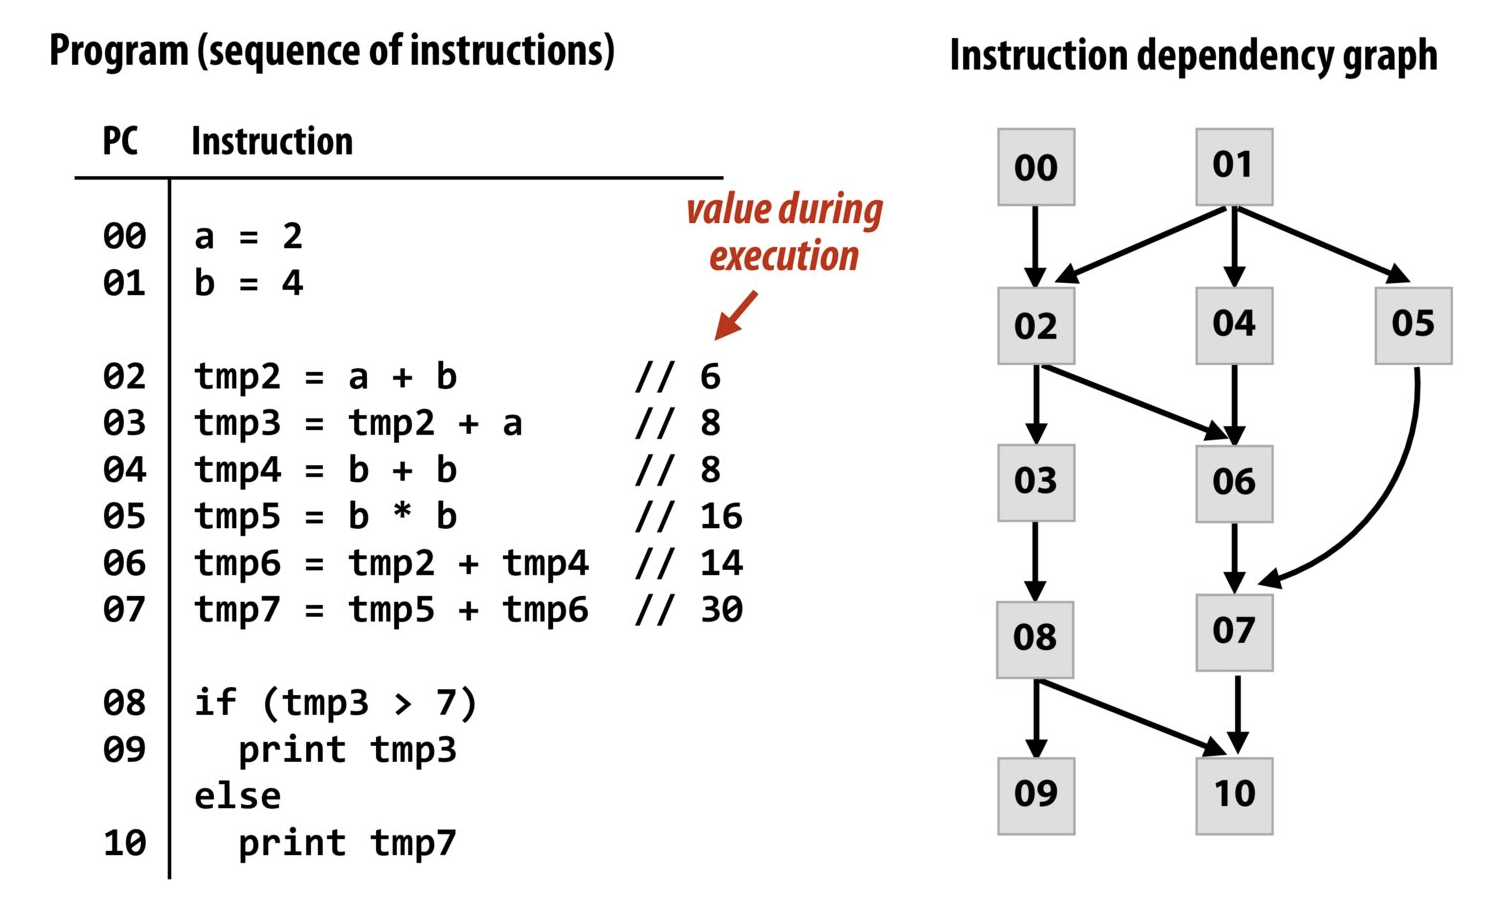 Program (sequence of instructions)
PC Instruction
value during
execution
00 a = 2
01 b = 4
02 tmp2 = a + b // 6
03 tmp3 = tmp2 + a // 8
04 tmp4 = b + b // 8
05 tmp5 = b * b // 16
06 tmp6 = tmp2 + tmp4 // 14
07 tmp7 = tmp5 + tmp6 // 30
08 if (tmp3 > 7)
09 print tmp3
else
10 print tmp7
Instruction dependency graph
00 01
02 04 05
03 06
08 07
09 10